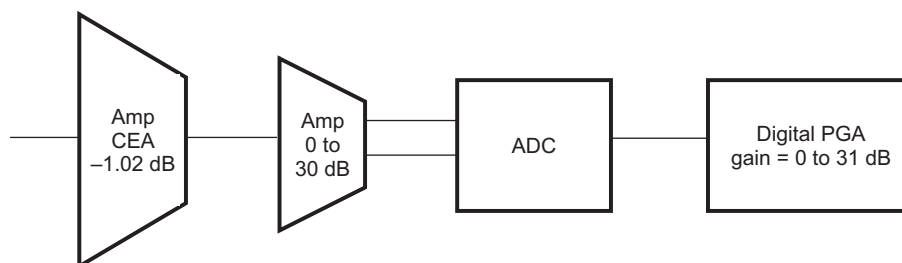 Amp
CEA
–1.02 dB
Amp
0 to
30 dB
ADC
Digital PGA
gain = 0 to 31 dB